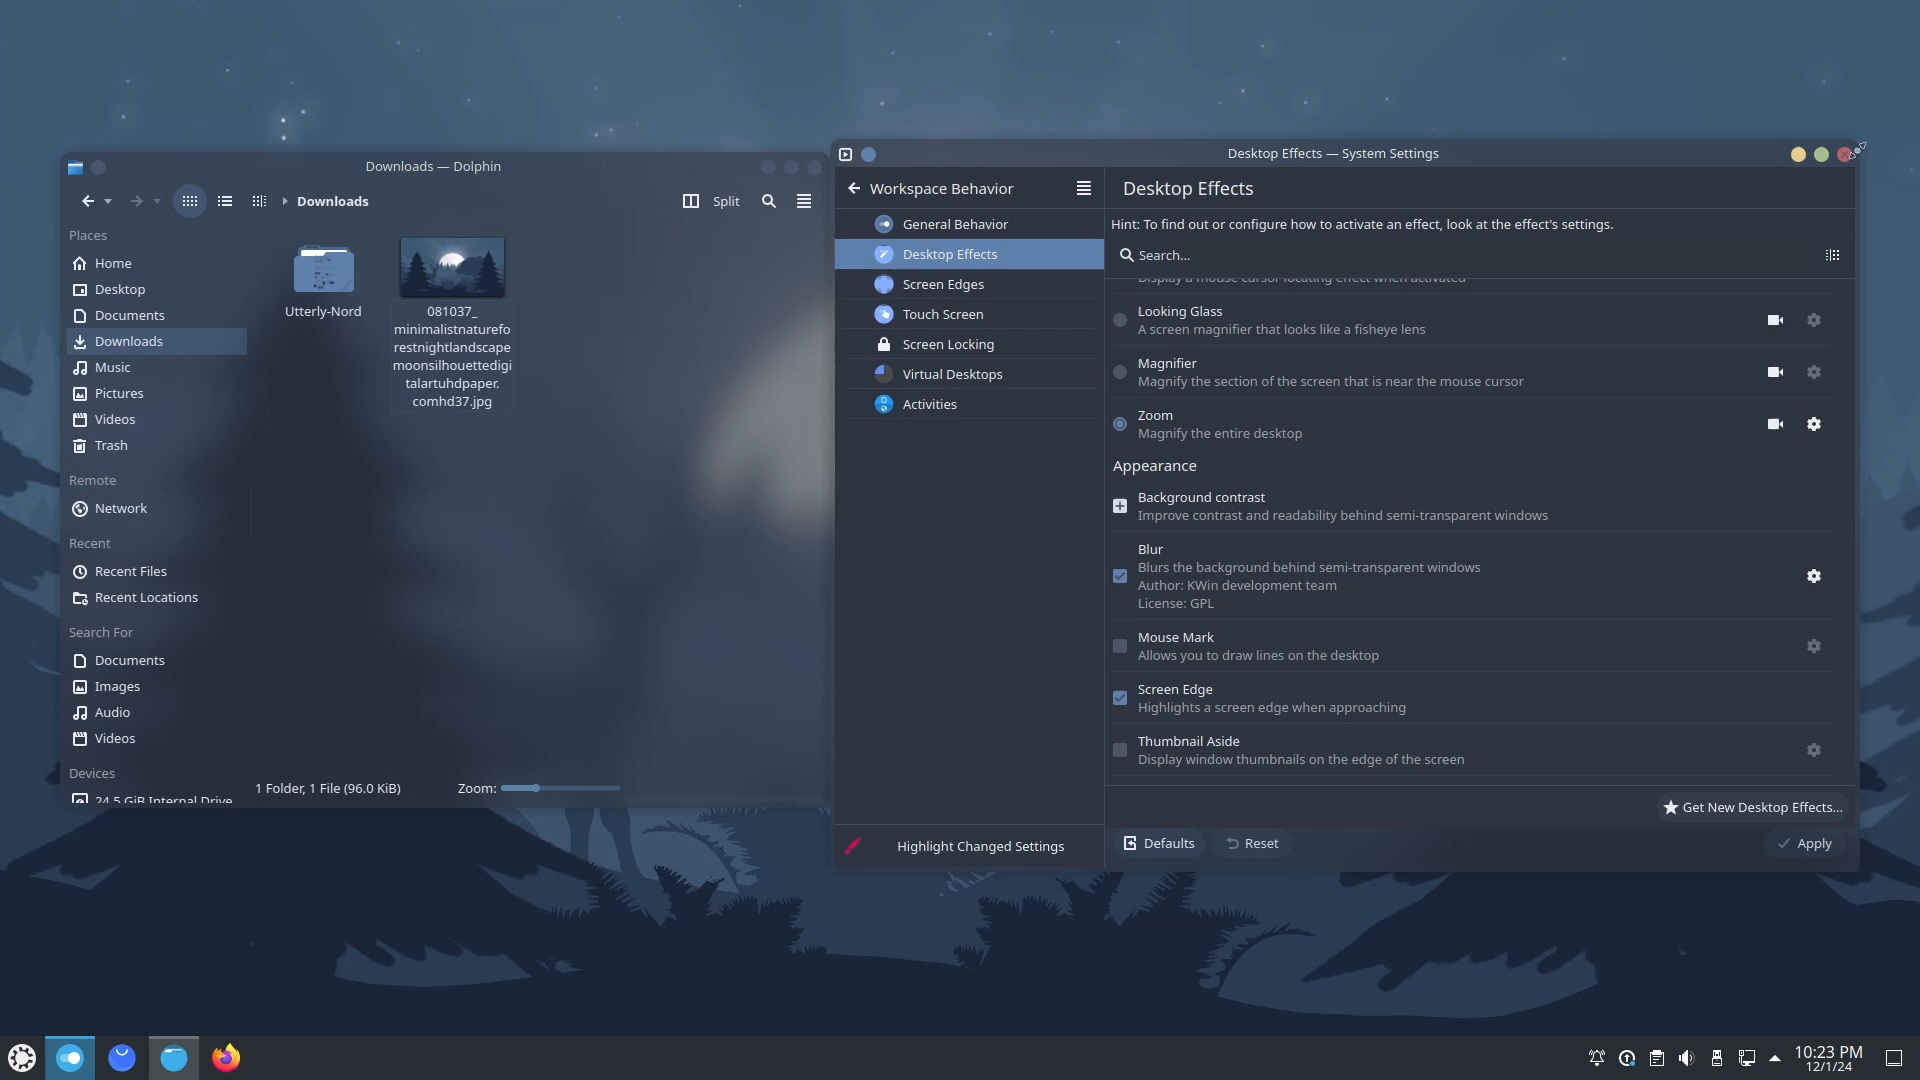 Downloads — Dolphin
Downloads
Split
Places
Home
Desktop
Documents
Downloads
Music
Pictures
Videos
Trash
Remote
Network
Recent
Recent Files
Recent Locations
Search For
Documents
Images
Audio
Videos
Devices
24.5 GiB Internal Drive
Utterly-Nord
081037_
minimalistnaturefo
restnightlandscape
moonsilhouettedigi
talartuhdpaper.
comhd37.jpg
1 Folder, 1 File (96.0 KiB)
Zoom:
Desktop Effects — System Settings
Workspace Behavior
General Behavior
Desktop Effects
Screen Edges
Touch Screen
Screen Locking
Virtual Desktops
Activities
Highlight Changed Settings
Desktop Effects
Hint: To find out or configure how to activate an effect, look at the effect's settings.
Search...
Display a mouse cursor locating effect when activated
Looking Glass
A screen magnifier that looks like a fisheye lens
Magnifier
Magnify the section of the screen that is near the mouse cursor
Zoom
Magnify the entire desktop
Appearance
Background contrast
Improve contrast and readability behind semi-transparent windows
Blur
Blurs the background behind semi-transparent windows
Author: KWin development team
License: GPL
Mouse Mark
Allows you to draw lines on the desktop
Screen Edge
Highlights a screen edge when approaching
Thumbnail Aside
Display window thumbnails on the edge of the screen
Get New Desktop Effects...
Defaults
Reset
Apply
10:23 PM
12/1/24